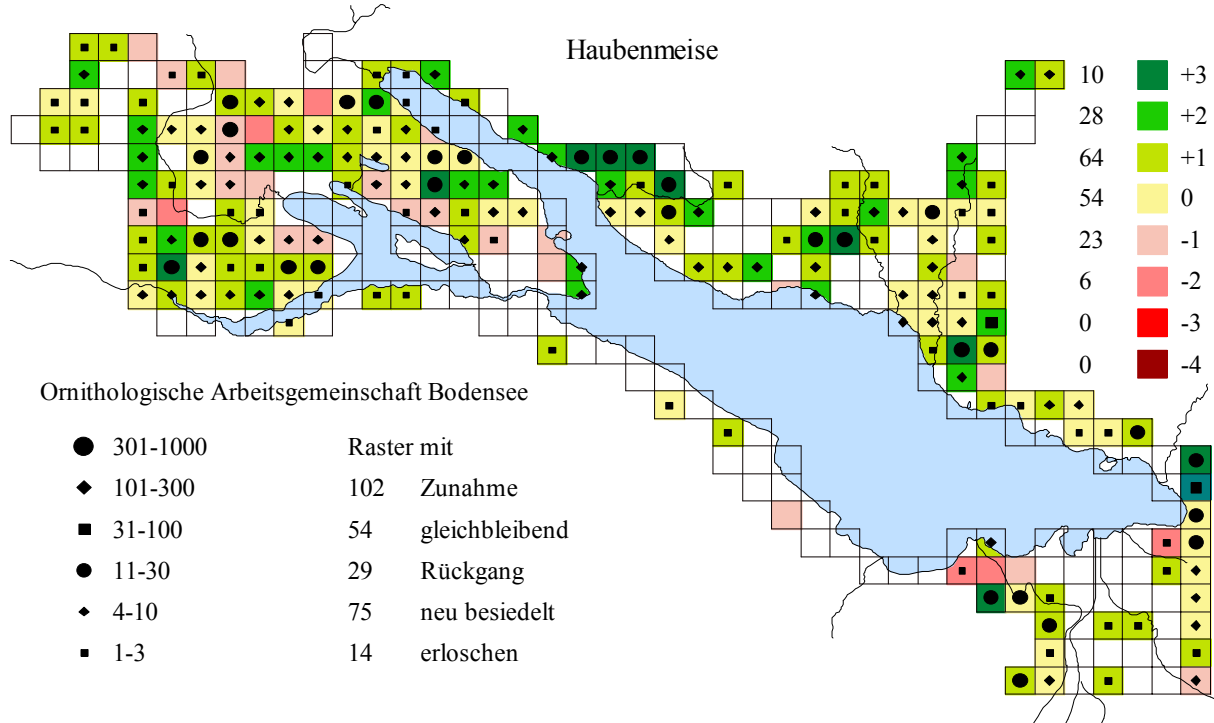 Haubenmeise
10 +3
28 +2
64 +1
54 0
23 -1
6 -2
0 -3
0 -4
Ornithologische Arbeitsgemeinschaft Bodensee
301-1000 Raster mit
101-300 102 Zunahme
31-100 54 gleichbleibend
11-30 29 Rückgang
4-10 75 neu besiedelt
1-3 14 erloschen